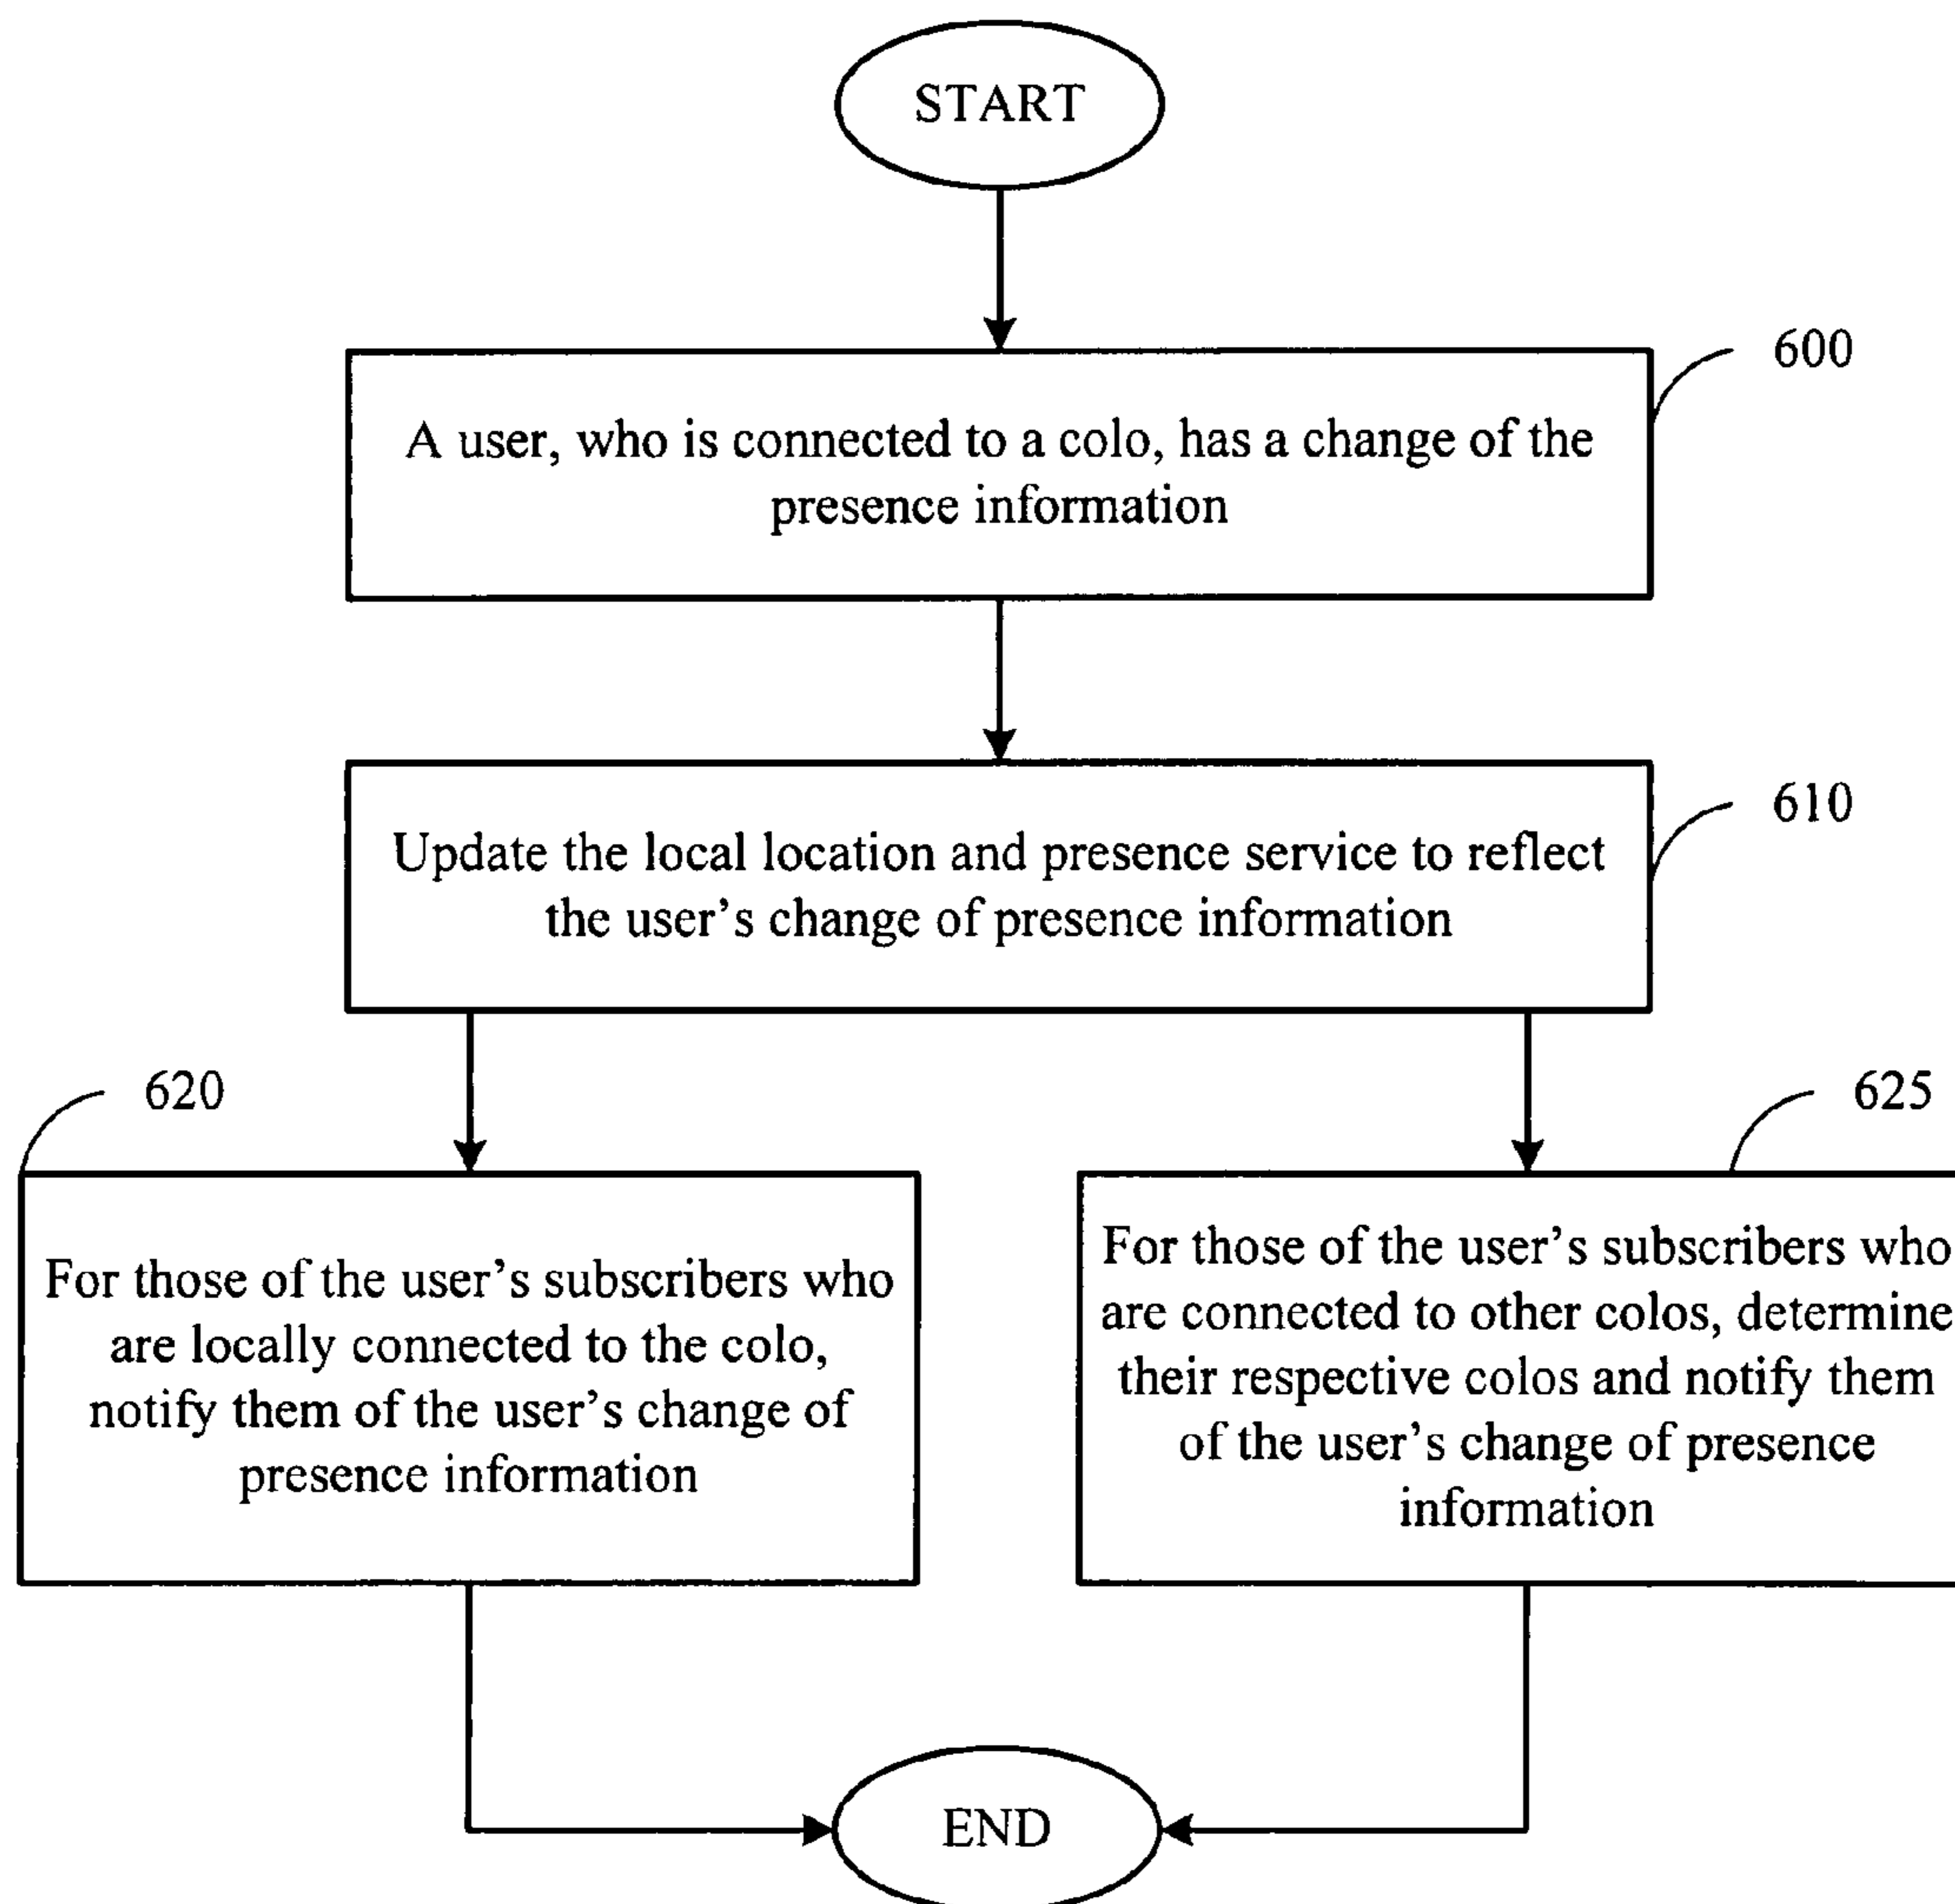 START
600
A user, who is connected to a colo, has a change of the
presence information
610
Update the local location and presence service to reflect
the user's change of presence information
620
For those of the user's subscribers who
are locally connected to the colo,
notify them of the user's change of
presence information
625
For those of the user's subscribers who
are connected to other colos, determine
their respective colos and notify them
of the user's change of presence
information
END